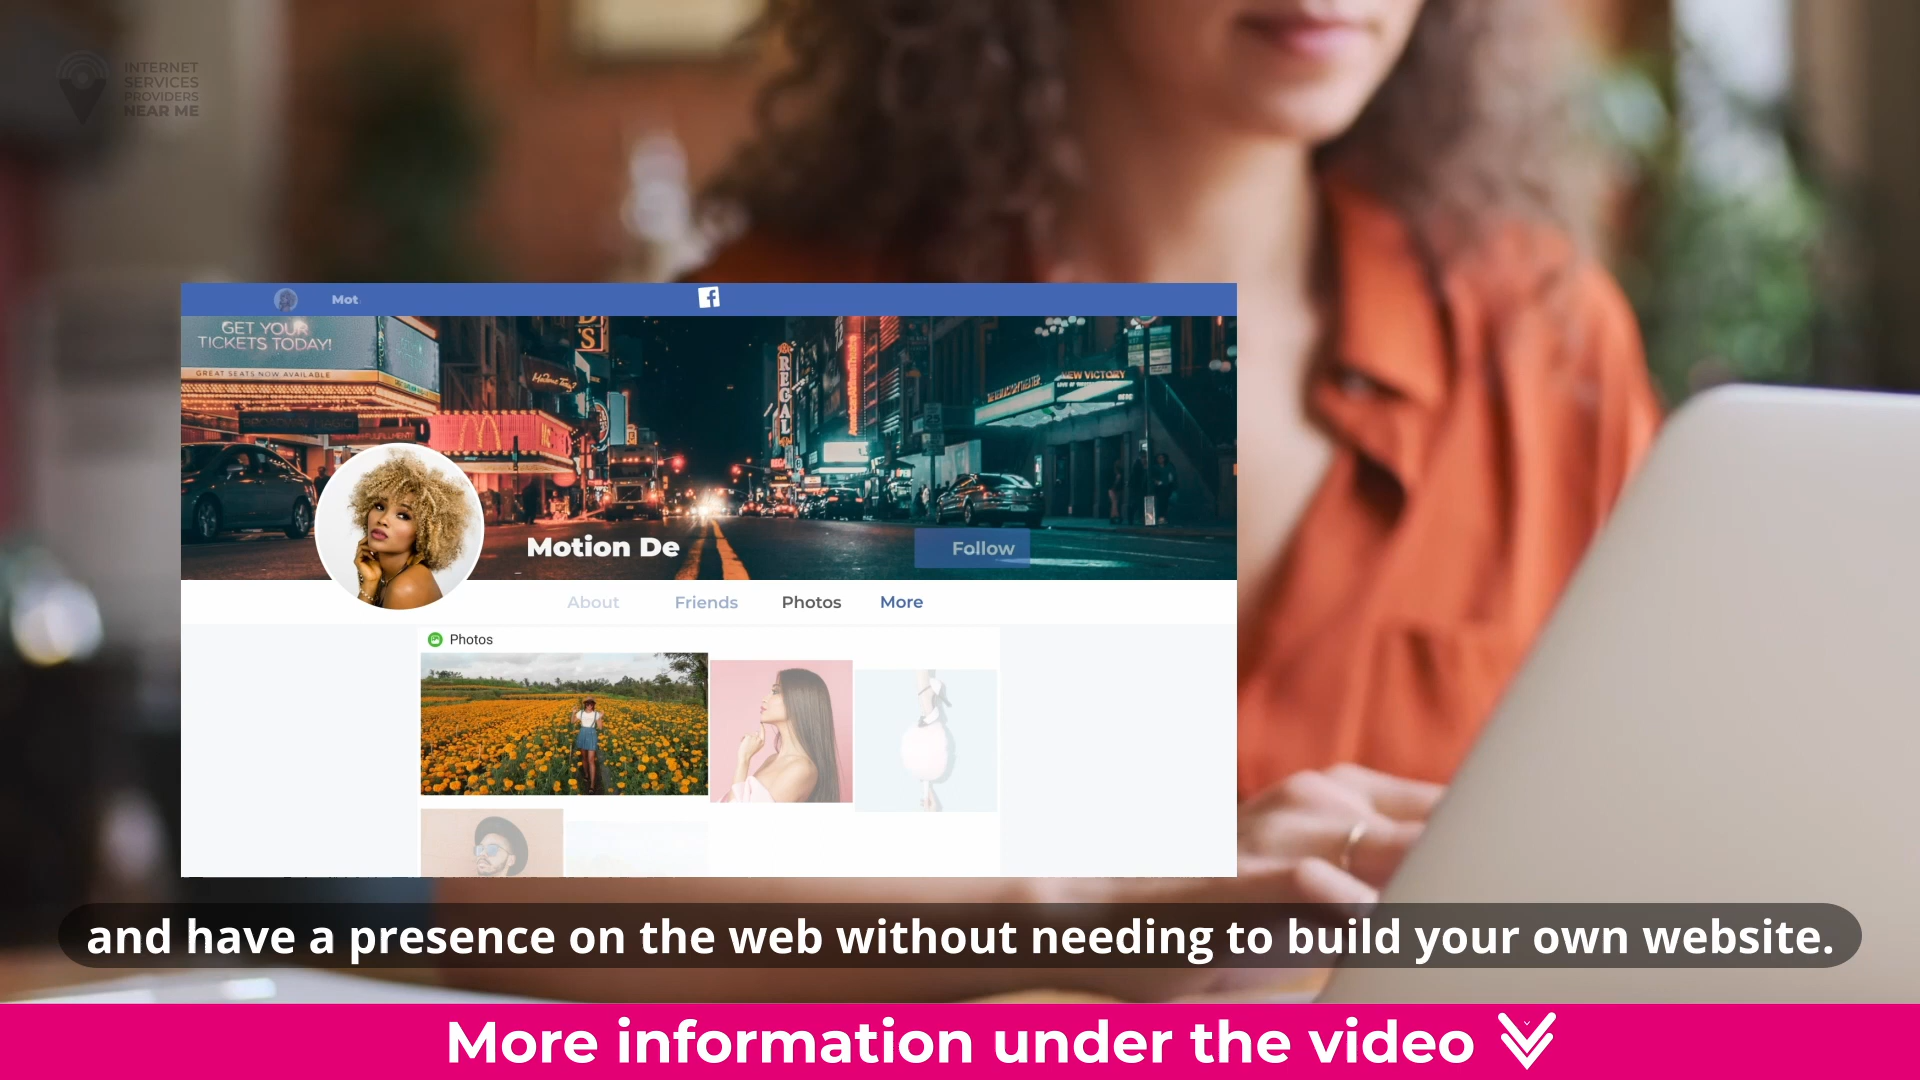 INTERNET
SERVICES
PROVIDERS
NEAR ME
Mot
GET YOUR
TICKETS TODAY!
GREAT SEATS NOW AVAILABLE
REGAL
NEW VICTORY
Motion De
Follow
About
Friends
Photos
More
Photos
and have a presence on the web without needing to build your own website.
More information under the video